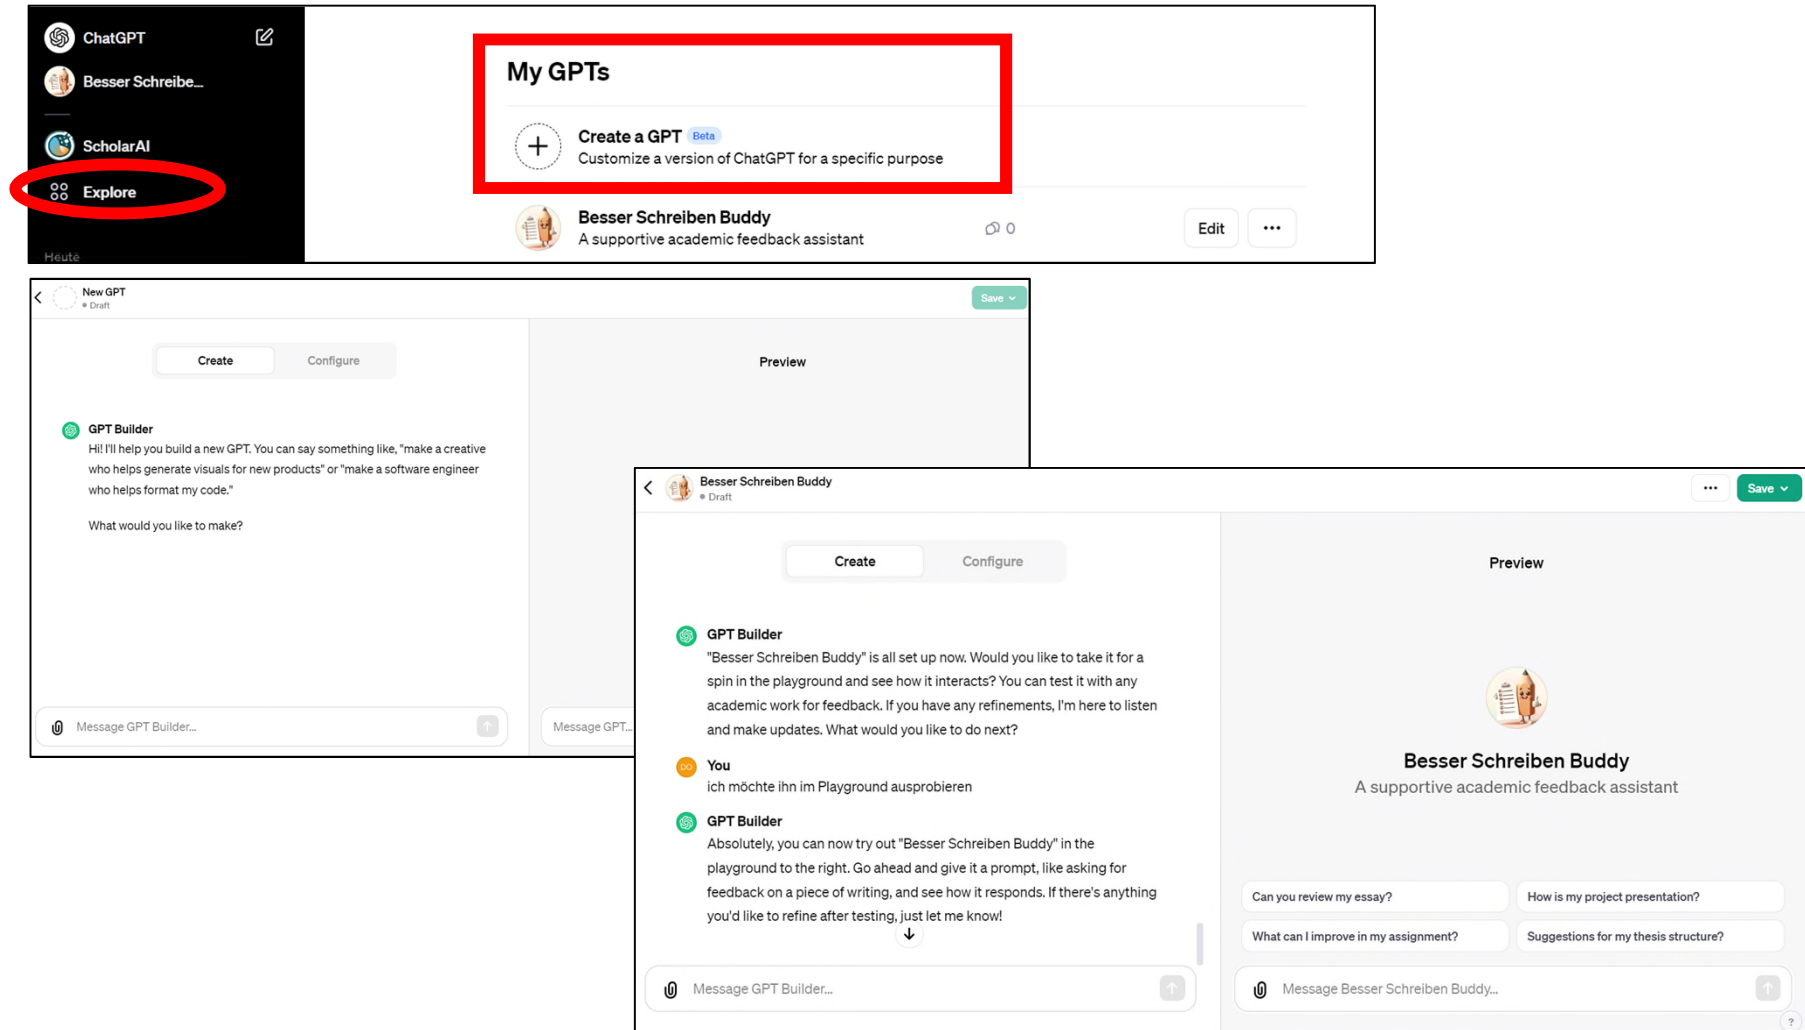 ChatGPT
Besser Schreibe...
ScholarAI
Explore
Heute
My GPTs
Create a GPT Beta
Customize a version of ChatGPT for a specific purpose
Besser Schreiben Buddy
A supportive academic feedback assistant
0
Edit
New GPT
Draft
Save
Create Configure
Preview
GPT Builder
Hi! I'll help you build a new GPT. You can say something like, "make a creative
who helps generate visuals for new products" or "make a software engineer
who helps format my code."
What would you like to make?
Message GPT Builder...
Message GPT...
Besser Schreiben Buddy
Draft
Save
Create Configure
GPT Builder
"Besser Schreiben Buddy" is all set up now. Would you like to take it for a
spin in the playground and see how it interacts? You can test it with any
academic work for feedback. If you have any refinements, I'm here to listen
and make updates. What would you like to do next?
DO
You
ich möchte ihn im Playground ausprobieren
GPT Builder
Absolutely, you can now try out "Besser Schreiben Buddy" in the
playground to the right. Go ahead and give it a prompt, like asking for
feedback on a piece of writing, and see how it responds. If there's anything
you'd like to refine after testing, just let me know!
Message GPT Builder...
Preview
Besser Schreiben Buddy
A supportive academic feedback assistant
Can you review my essay?
How is my project presentation?
What can I improve in my assignment?
Suggestions for my thesis structure?
Message Besser Schreiben Buddy...
?